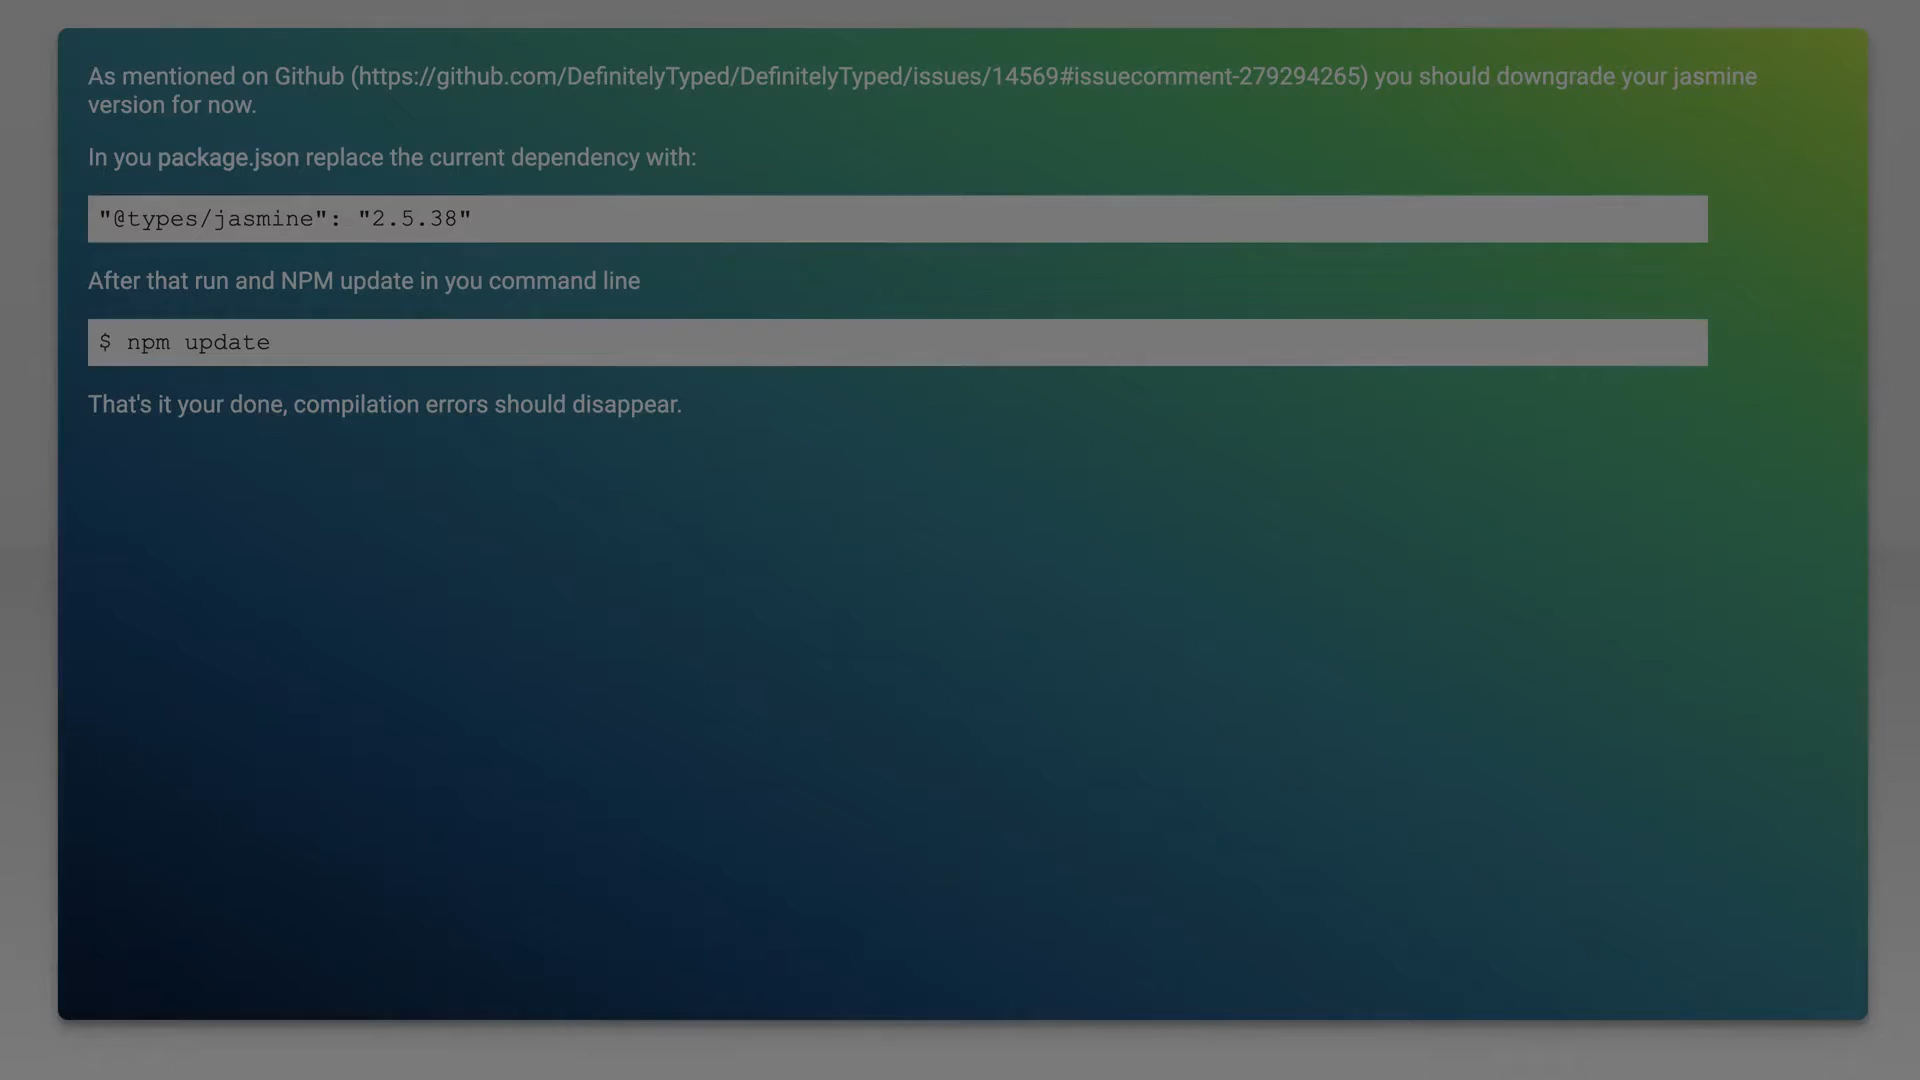 As mentioned on Github (https://github.com/DefinitelyTyped/DefinitelyTyped/issues/14569#issuecomment-279294265) you should downgrade your jasmine
version for now.
In you package.json replace the current dependency with:
"@types/jasmine": "2.5.38"
After that run and NPM update in you command line
$ npm update
That's it your done, compilation errors should disappear.